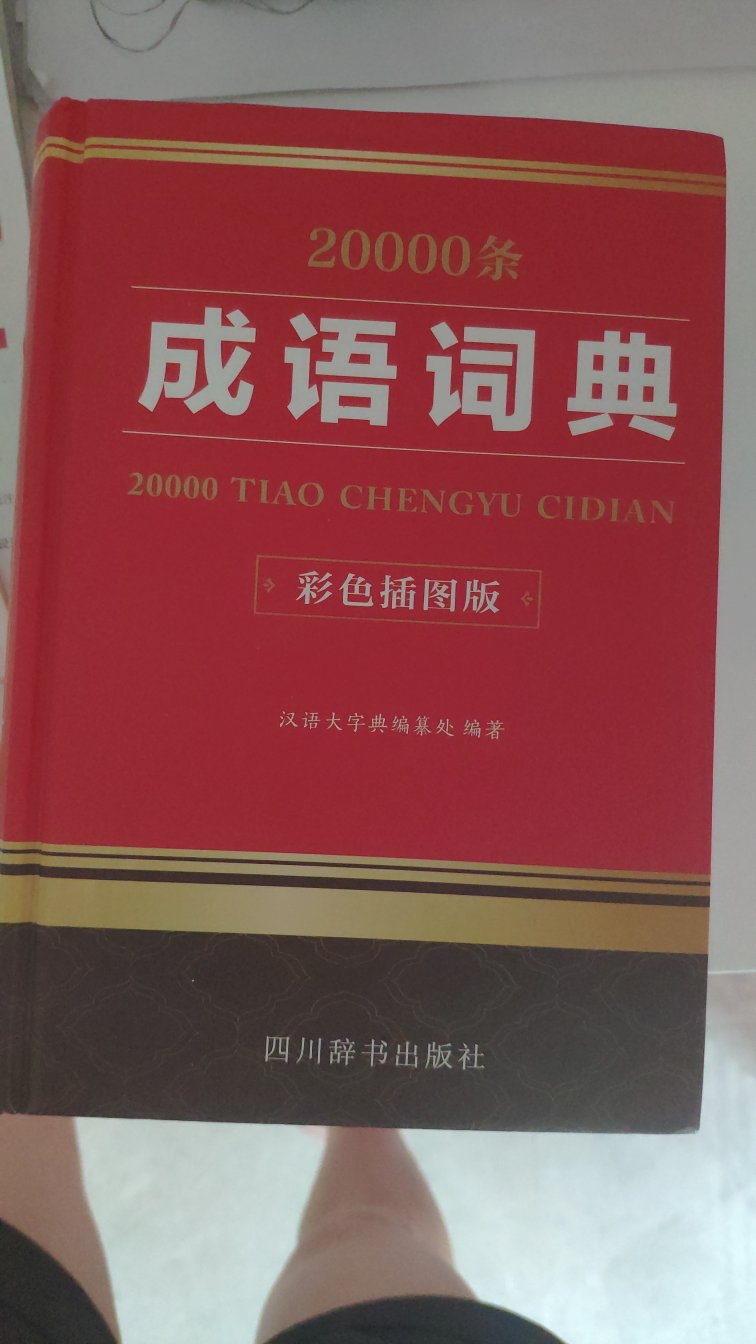 20000条
成语词典
20000 TIAO CHENGYU CIDIAN
彩色插图版
汉语大字典编纂处 编著
四川辞书出版社